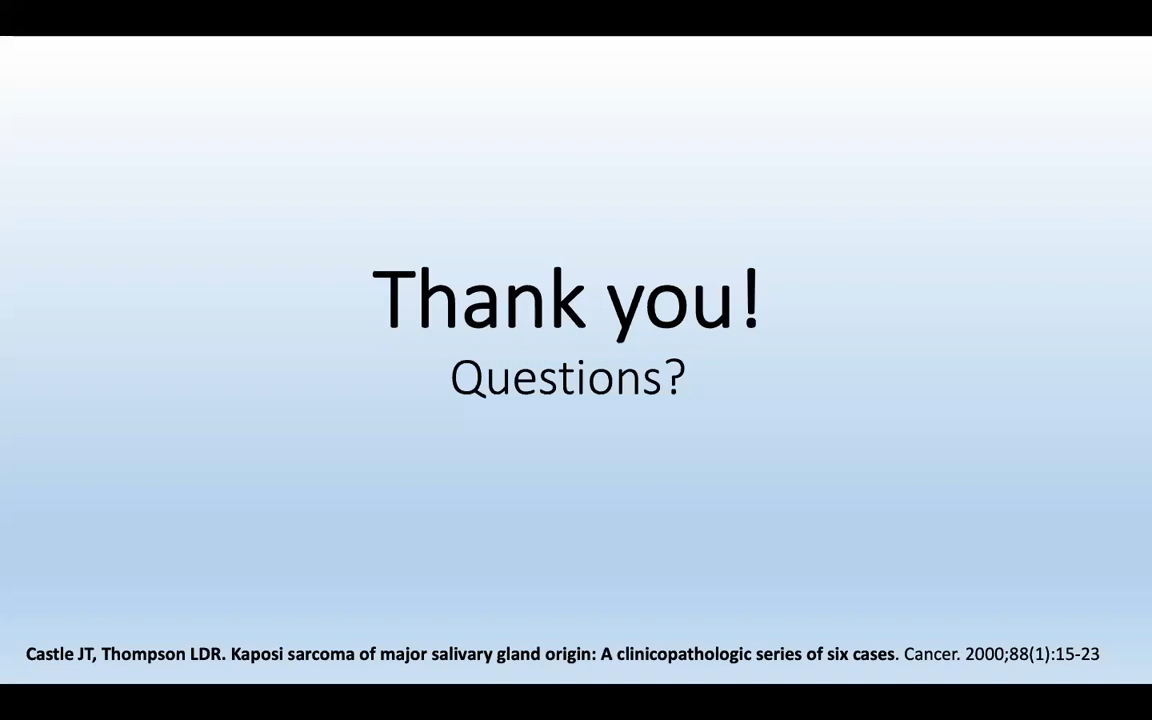 Thank you!
Questions?
Castle JT, Thompson LDR. Kaposi sarcoma of major salivary gland origin: A clinicopathologic series of six cases. Cancer. 2000;88(1):15-23